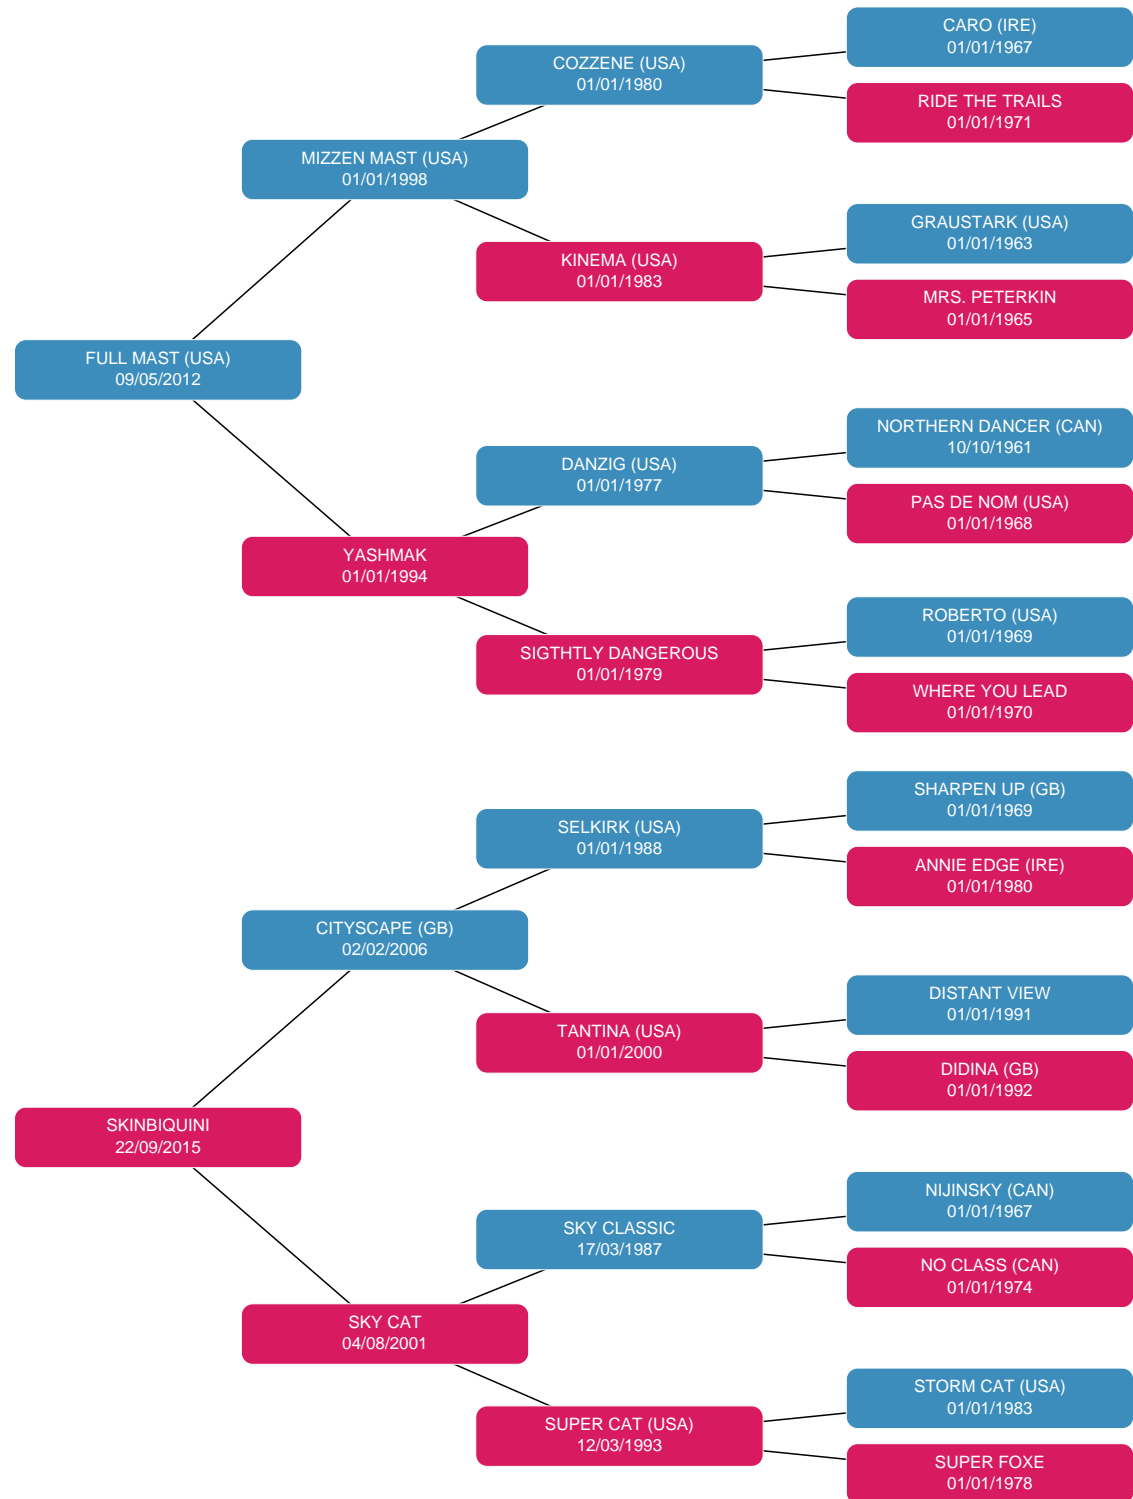 CARO (IRE)
01/01/1967
COZZENE (USA)
01/01/1980
RIDE THE TRAILS
01/01/1971
MIZZEN MAST (USA)
01/01/1998
GRAUSTARK (USA)
01/01/1963
KINEMA (USA)
01/01/1983
MRS. PETERKIN
01/01/1965
FULL MAST (USA)
09/05/2012
NORTHERN DANCER (CAN)
10/10/1961
DANZIG (USA)
01/01/1977
PAS DE NOM (USA)
01/01/1968
YASHMAK
01/01/1994
ROBERTO (USA)
01/01/1969
SIGTHTLY DANGEROUS
01/01/1979
WHERE YOU LEAD
01/01/1970
SHARPEN UP (GB)
01/01/1969
SELKIRK (USA)
01/01/1988
ANNIE EDGE (IRE)
01/01/1980
CITYSCAPE (GB)
02/02/2006
DISTANT VIEW
01/01/1991
TANTINA (USA)
01/01/2000
DIDINA (GB)
01/01/1992
SKINBIQUINI
22/09/2015
NIJINSKY (CAN)
01/01/1967
SKY CLASSIC
17/03/1987
NO CLASS (CAN)
01/01/1974
SKY CAT
04/08/2001
STORM CAT (USA)
01/01/1983
SUPER CAT (USA)
12/03/1993
SUPER FOXE
01/01/1978